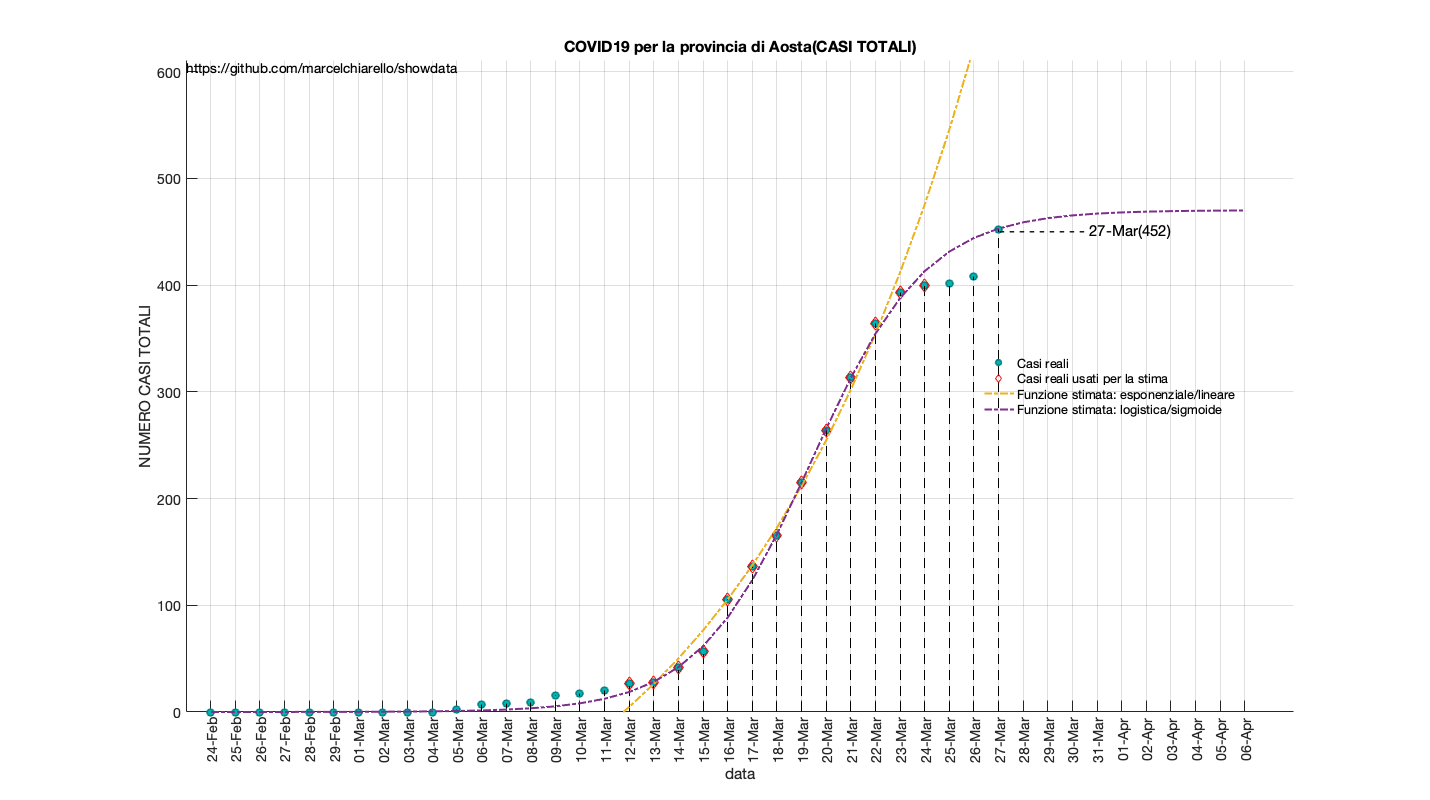 COVID19 per la provincia di Aosta(CASI TOTALI)
https://github.com/marcelchiarello/showdata
600
500
400
300
200
100
0
NUMERO CASI TOTALI
27-Mar(452)
Casi reali
Casi reali usati per la stima
Funzione stimata: esponenziale/lineare
Funzione stimata: logistica/sigmoide
24-Feb
25-Feb
26-Feb
27-Feb
28-Feb
29-Feb
01-Mar
02-Mar
03-Mar
04-Mar
05-Mar
06-Mar
07-Mar
08-Mar
09-Mar
10-Mar
11-Mar
12-Mar
13-Mar
14-Mar
15-Mar
16-Mar
17-Mar
18-Mar
19-Mar
20-Mar
21-Mar
22-Mar
23-Mar
24-Mar
25-Mar
26-Mar
27-Mar
28-Mar
29-Mar
30-Mar
31-Mar
01-Apr
02-Apr
03-Apr
04-Apr
05-Apr
06-Apr
data